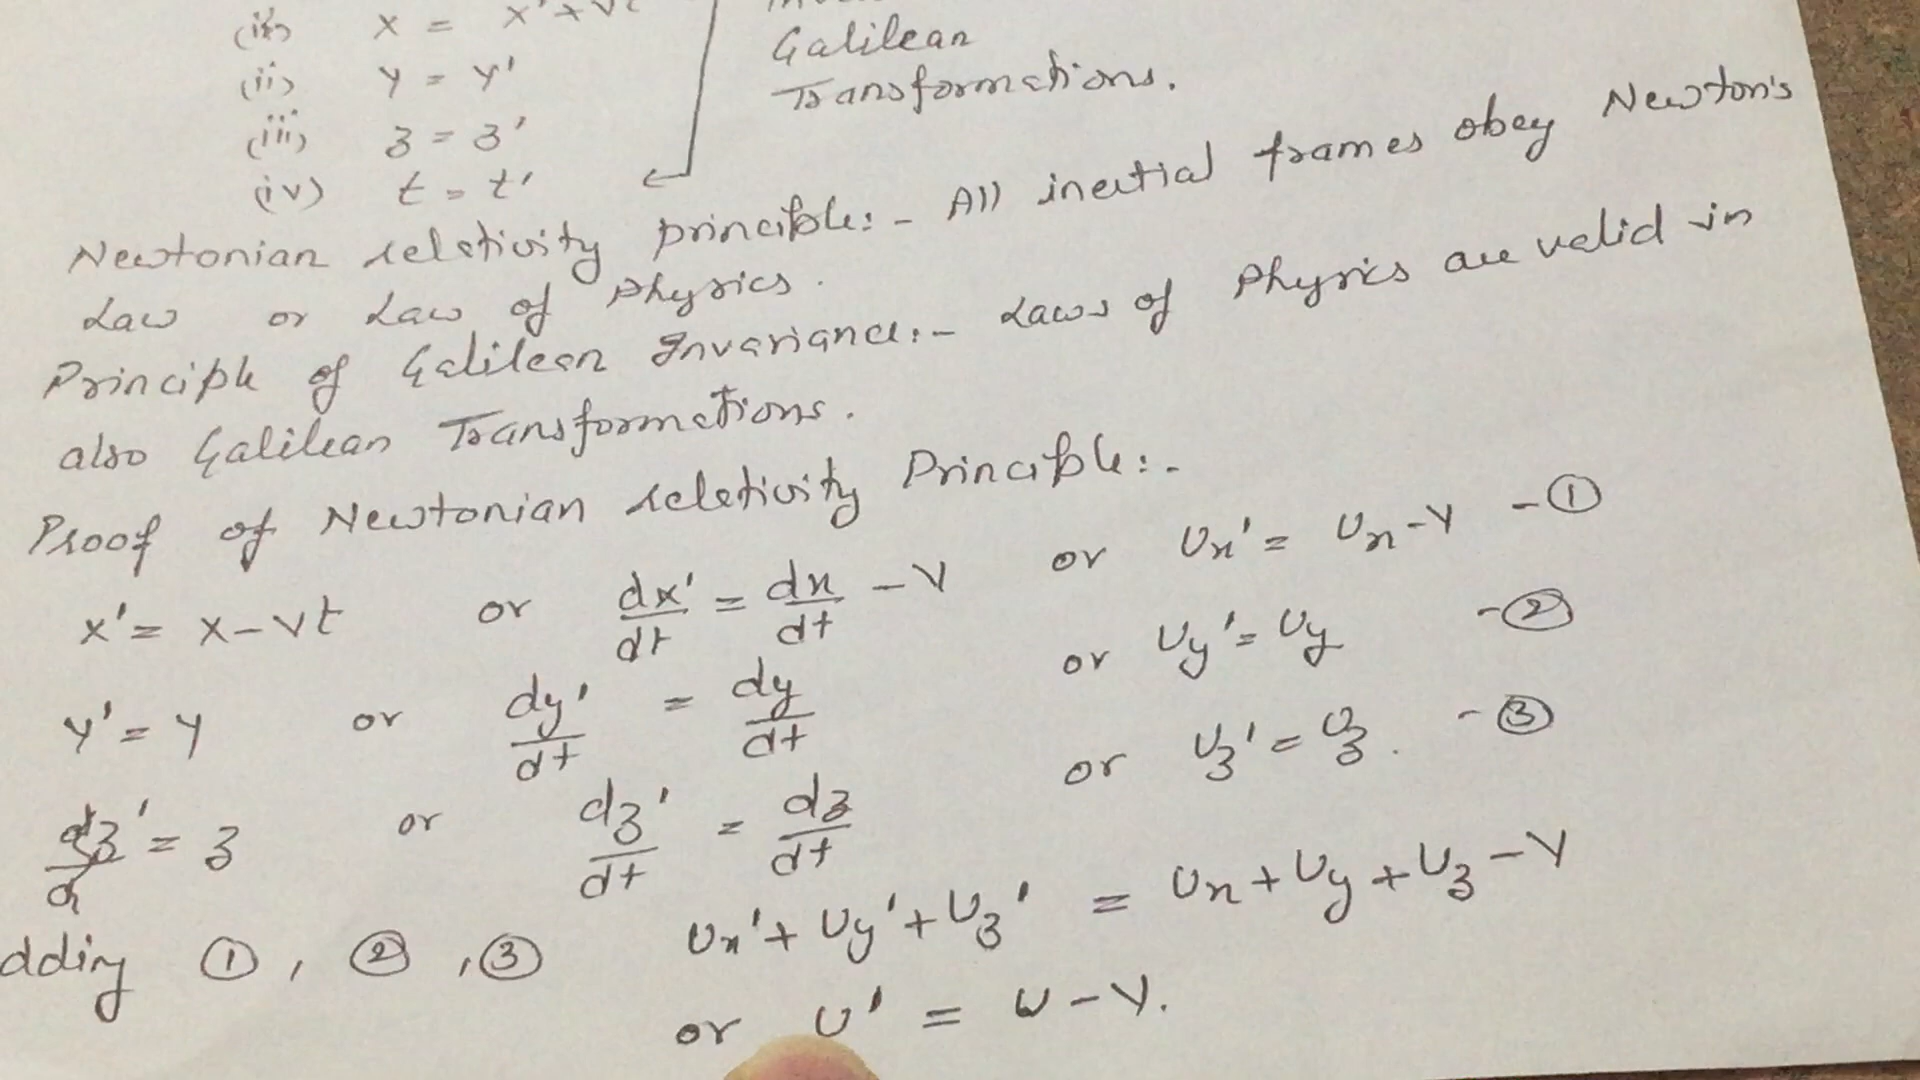 (i) x = x' + vt
Galilean
(ii) y = y'
Transformations.
(iii) z = z'
(iv) t = t'
Newtonian relativity principle:- All inertial frames obey Newton's
Law or Law of Physics.
Principle of Galilean Invariance:- Laws of Physics are valid in
also Galilean Transformations.
Proof of Newtonian relativity Principle:-
x' = x - vt or dx'/dt = dx/dt - v or Ux' = Ux - v - ①
y' = y or dy'/dt = dy/dt or Uy' = Uy - ②
z' = z or dz'/dt = dz/dt or Uz' = Uz. - ③
dding ①, ②, ③ Ux' + Uy' + Uz' = Ux + Uy + Uz - v
or U' = U - v.